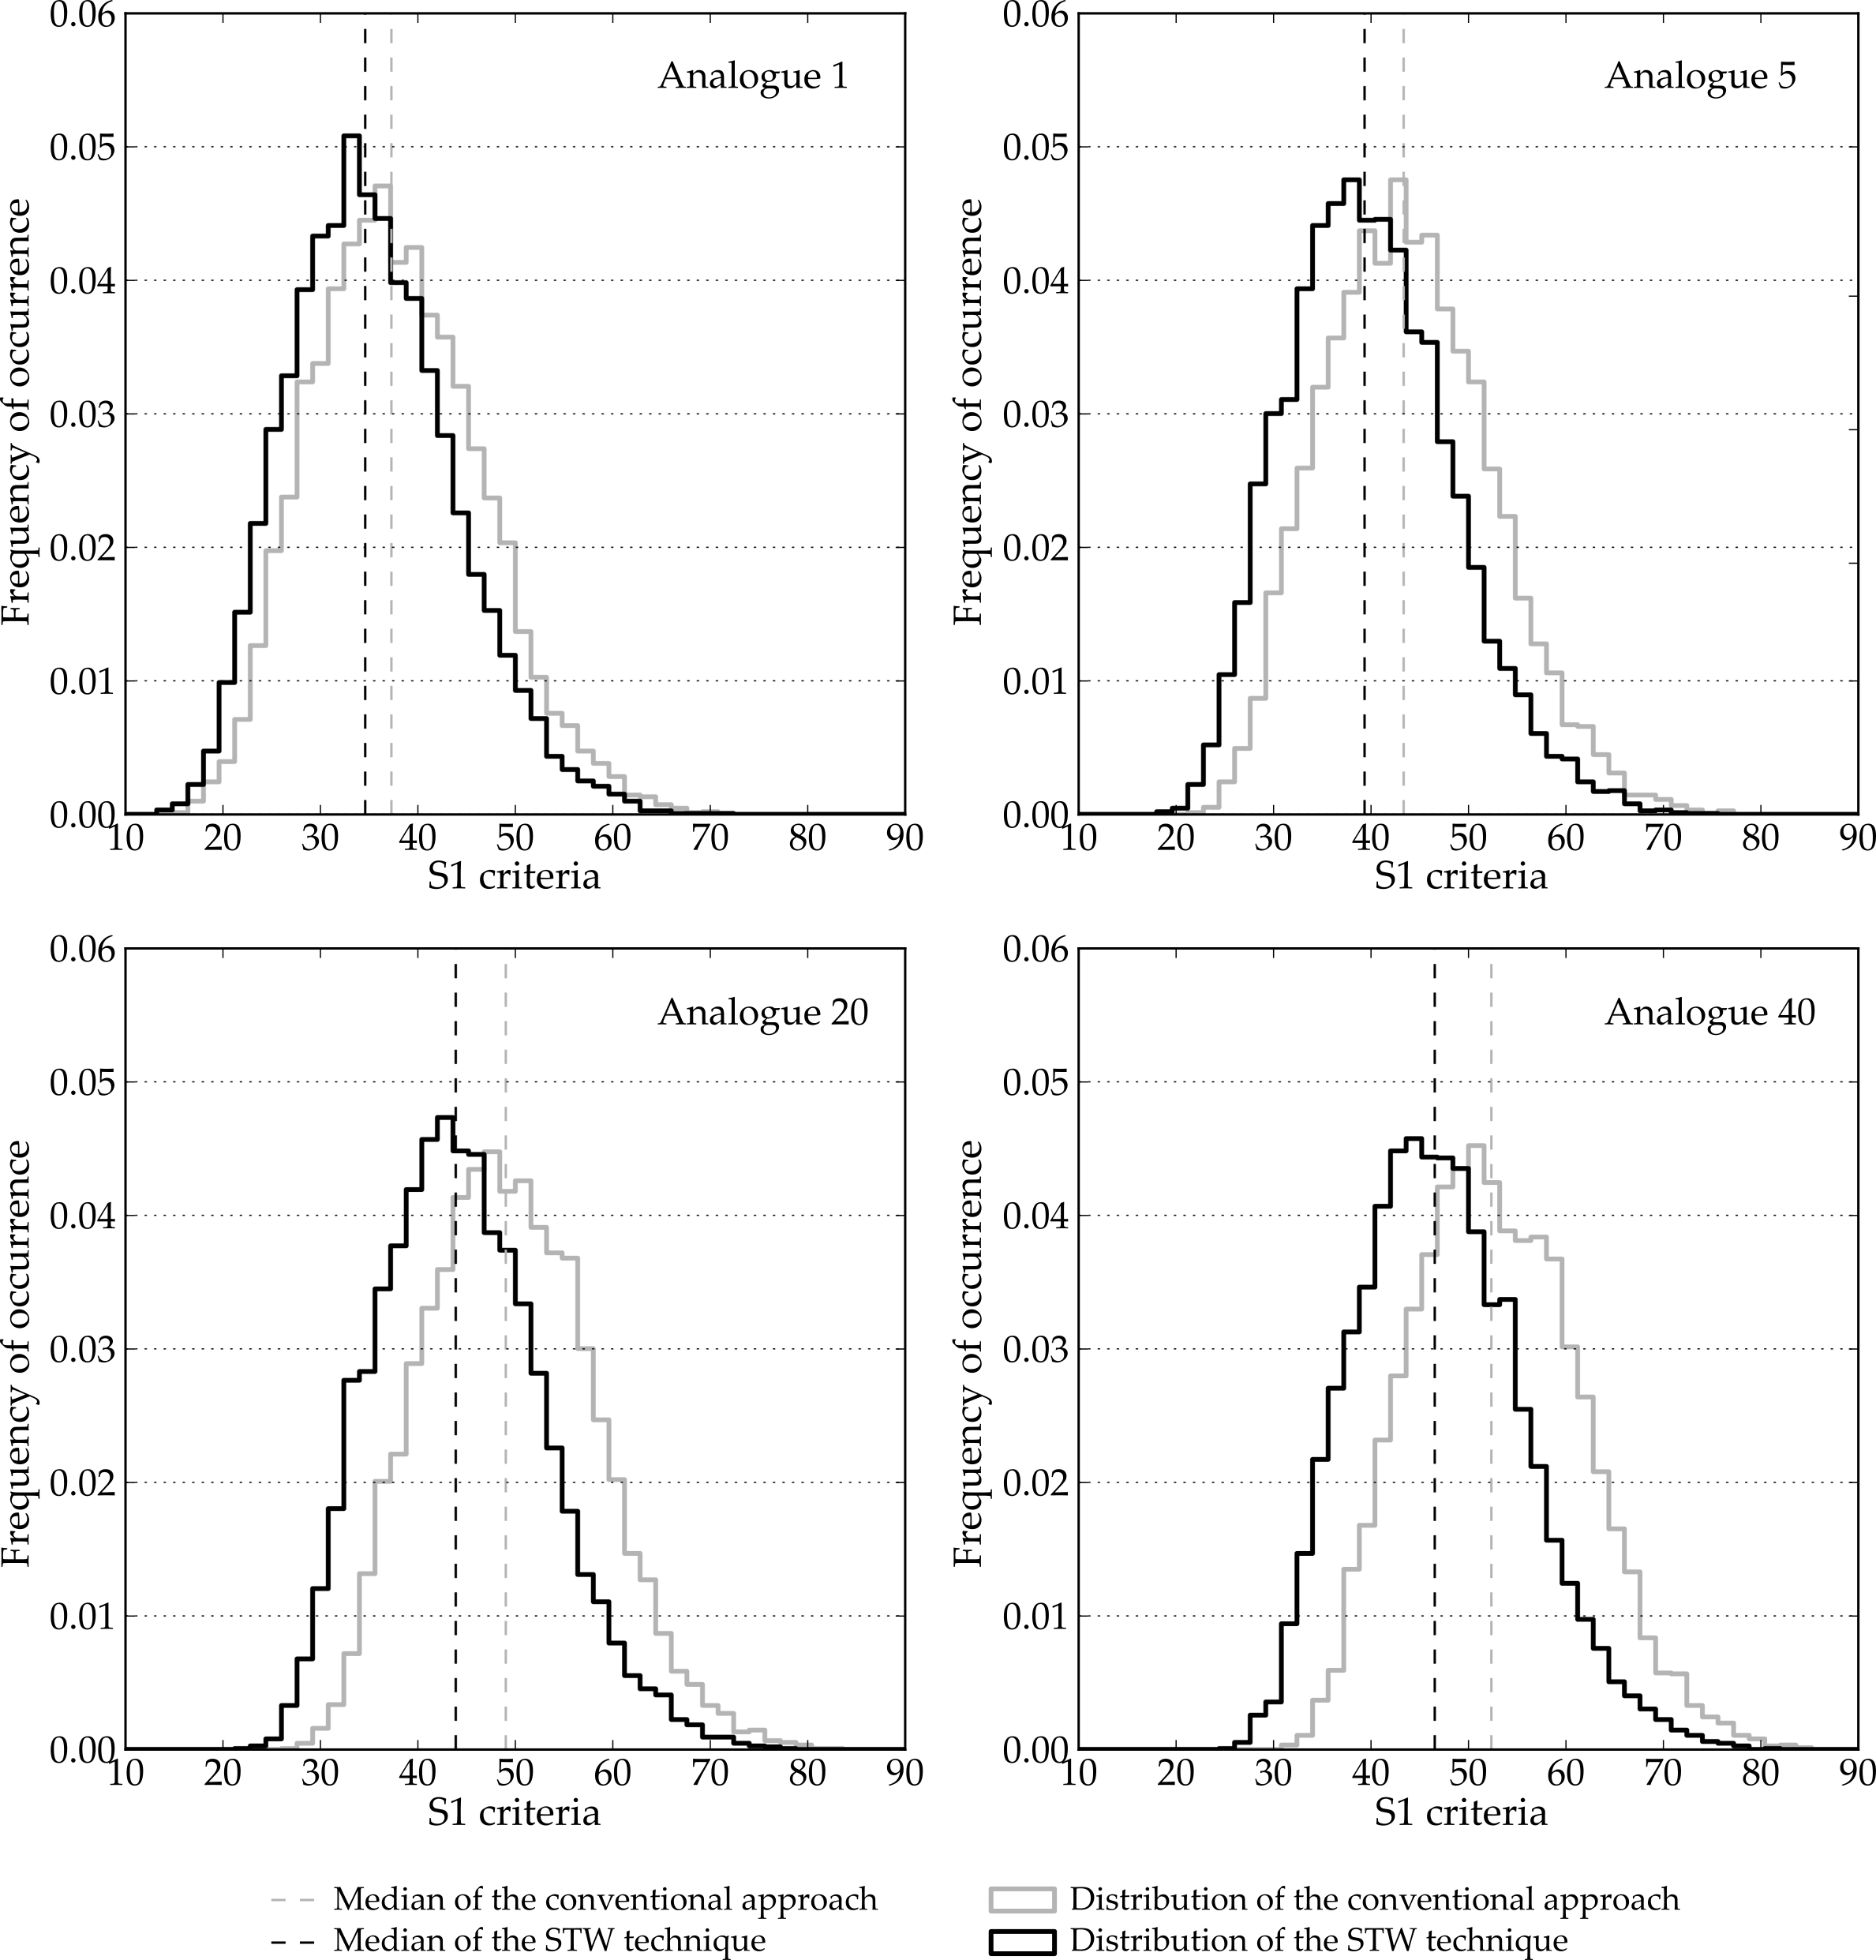 Analogue 1
Frequency of occurrence
0.06
0.05
0.04
0.03
0.02
0.01
0.00
10 20 30 40 50 60 70 80 90
S1 criteria
Analogue 5
Frequency of occurrence
0.06
0.05
0.04
0.03
0.02
0.01
0.00
10 20 30 40 50 60 70 80 90
S1 criteria
Analogue 20
Frequency of occurrence
0.06
0.05
0.04
0.03
0.02
0.01
0.00
10 20 30 40 50 60 70 80 90
S1 criteria
Analogue 40
Frequency of occurrence
0.06
0.05
0.04
0.03
0.02
0.01
0.00
10 20 30 40 50 60 70 80 90
S1 criteria
Median of the conventional approach
Median of the STW technique
Distribution of the conventional approach
Distribution of the STW technique